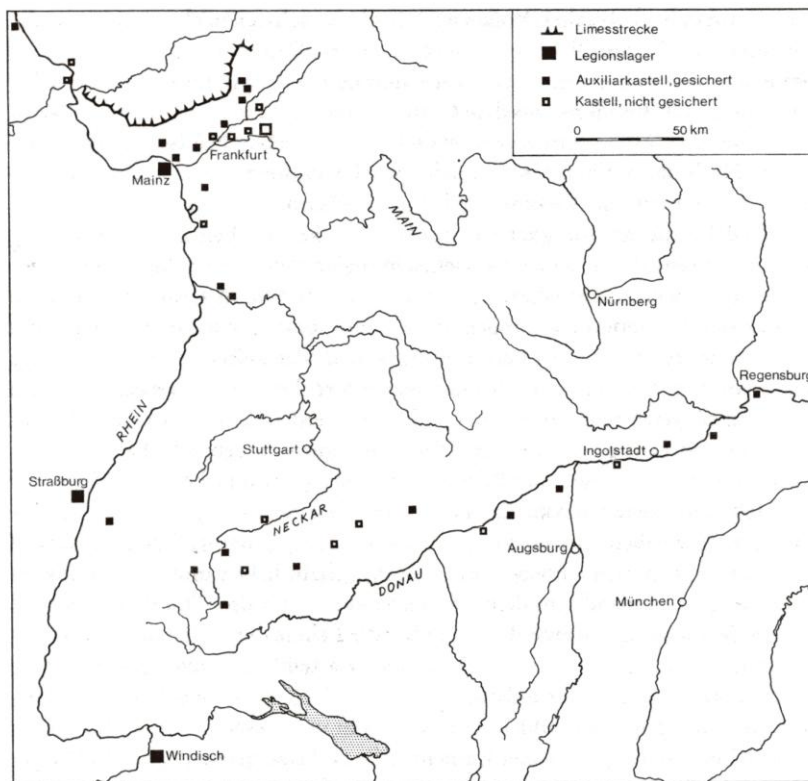 Limesstrecke
Legionslager
Auxiliarkastell, gesichert
Kastell, nicht gesichert
0 50 km
Frankfurt
Mainz
MAIN
Nürnberg
Regensburg
RHEIN
Stuttgart
Ingolstadt
Straßburg
NECKAR
Augsburg
DONAU
München
Windisch